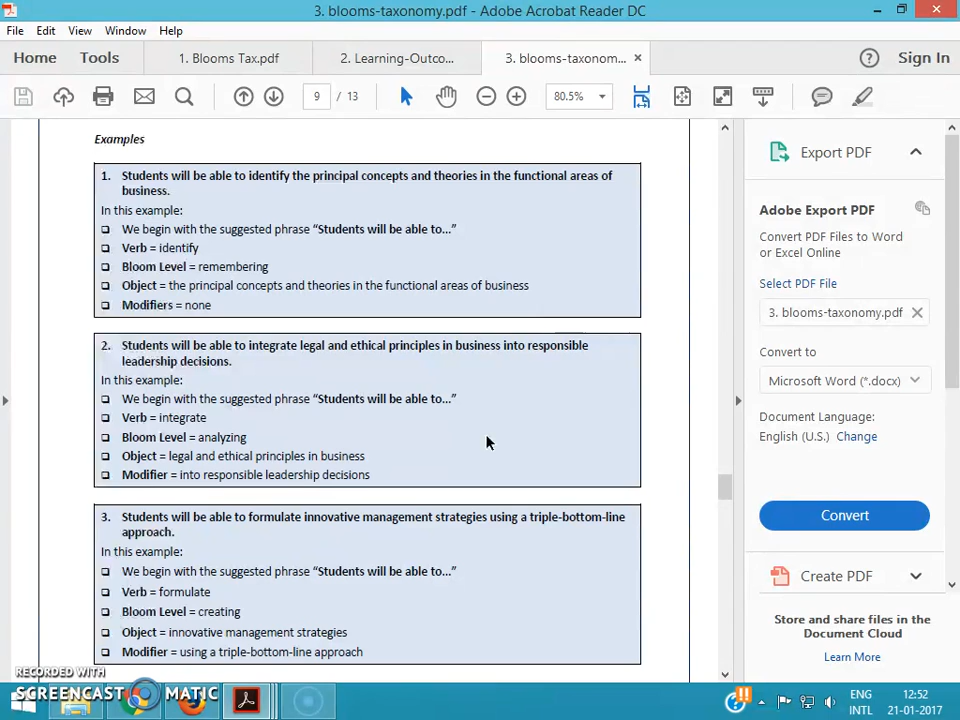 3. blooms-taxonomy.pdf - Adobe Acrobat Reader DC
File Edit View Window Help
Home Tools 1. Blooms Tax.pdf 2. Learning-Outco... 3. blooms-taxonom... × Sign In
9 / 13 80.5%
Examples
1. Students will be able to identify the principal concepts and theories in the functional areas of
business.
In this example:
We begin with the suggested phrase “Students will be able to...”
Verb = identify
Bloom Level = remembering
Object = the principal concepts and theories in the functional areas of business
Modifiers = none
2. Students will be able to integrate legal and ethical principles in business into responsible
leadership decisions.
In this example:
We begin with the suggested phrase “Students will be able to...”
Verb = integrate
Bloom Level = analyzing
Object = legal and ethical principles in business
Modifier = into responsible leadership decisions
3. Students will be able to formulate innovative management strategies using a triple-bottom-line
approach.
In this example:
We begin with the suggested phrase “Students will be able to...”
Verb = formulate
Bloom Level = creating
Object = innovative management strategies
Modifier = using a triple-bottom-line approach
Export PDF
Adobe Export PDF
Convert PDF Files to Word
or Excel Online
Select PDF File
3. blooms-taxonomy.pdf
Convert to
Microsoft Word (*.docx)
Document Language:
English (U.S.) Change
Convert
Create PDF
Store and share files in the
Document Cloud
Learn More
RECORDED WITH
SCREENCAST MATIC
ENG 12:52
INTL 21-01-2017